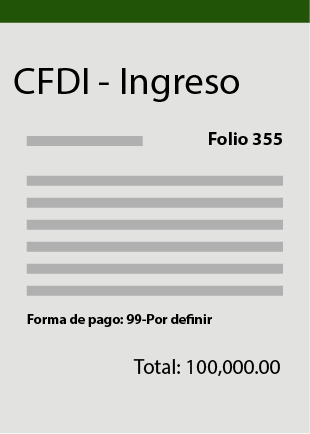 CFDI - Ingreso
Folio 355
Forma de pago: 99-Por definir
Total: 100,000.00